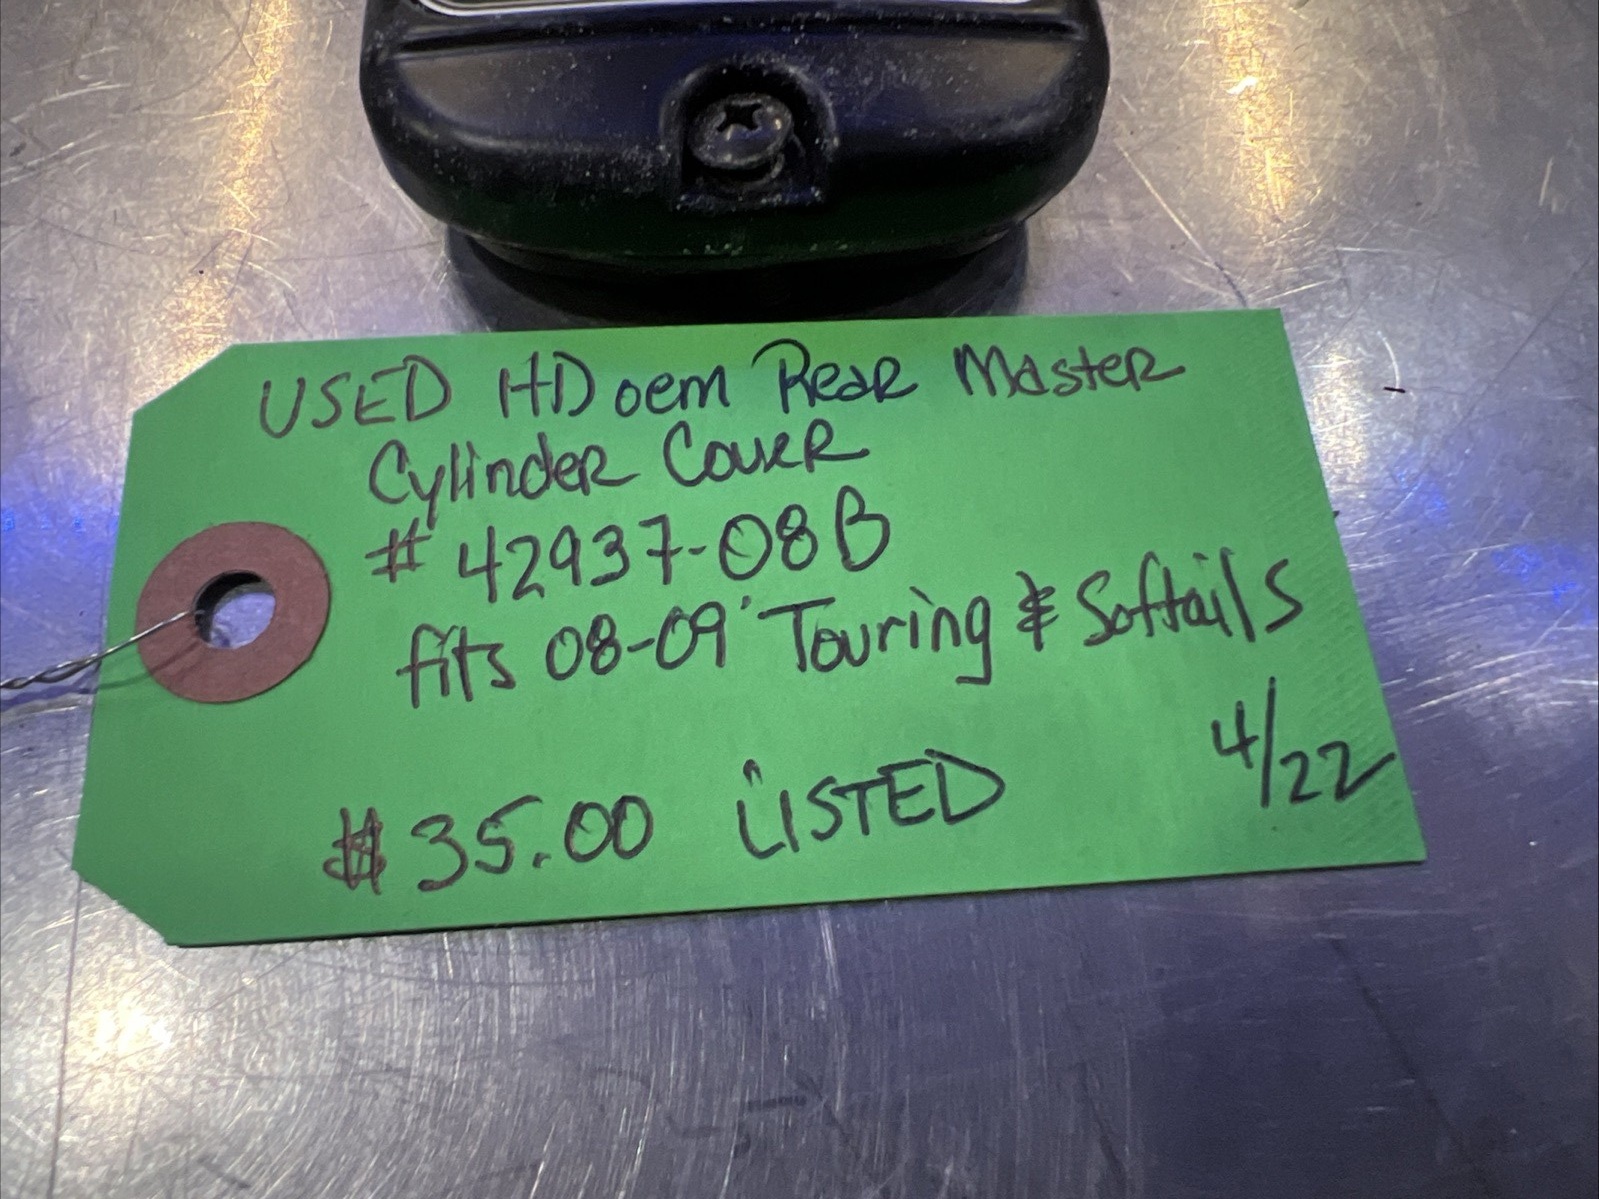 USED HD oem Rear Master
Cylinder Cover
# 42937-08B
fits 08-09' Touring & Softails
$35.00 LISTED
4/22